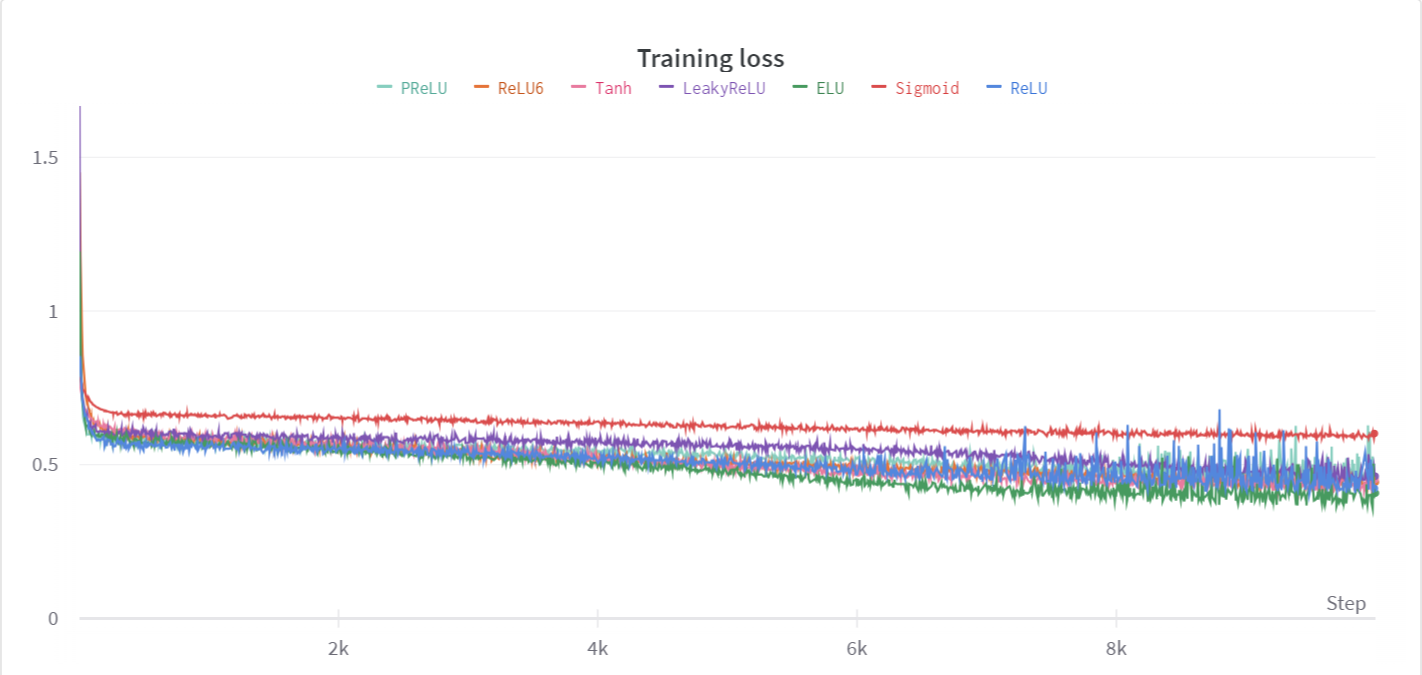 Training loss
PReLU ReLU6 Tanh LeakyReLU ELU Sigmoid ReLU
1.5
1
0.5
0
Step
2k 4k 6k 8k